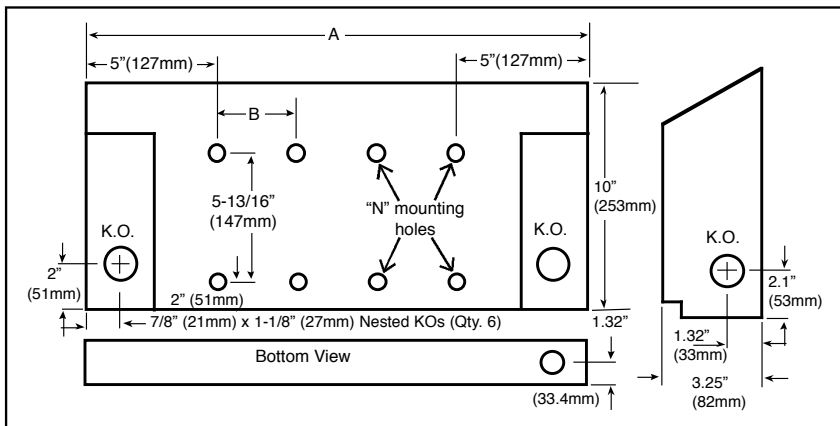 A
5”(127mm)
5”(127mm)
B
5-13/16”
(147mm)
“N” mounting
holes
10”
(253mm)
K.O.
K.O.
K.O.
2”
(51mm)
2” (51mm)
2.1”
(53mm)
7/8” (21mm) x 1-1/8” (27mm) Nested KOs (Qty. 6)
1.32”
1.32”
(33mm)
Bottom View
(33.4mm)
3.25”
(82mm)